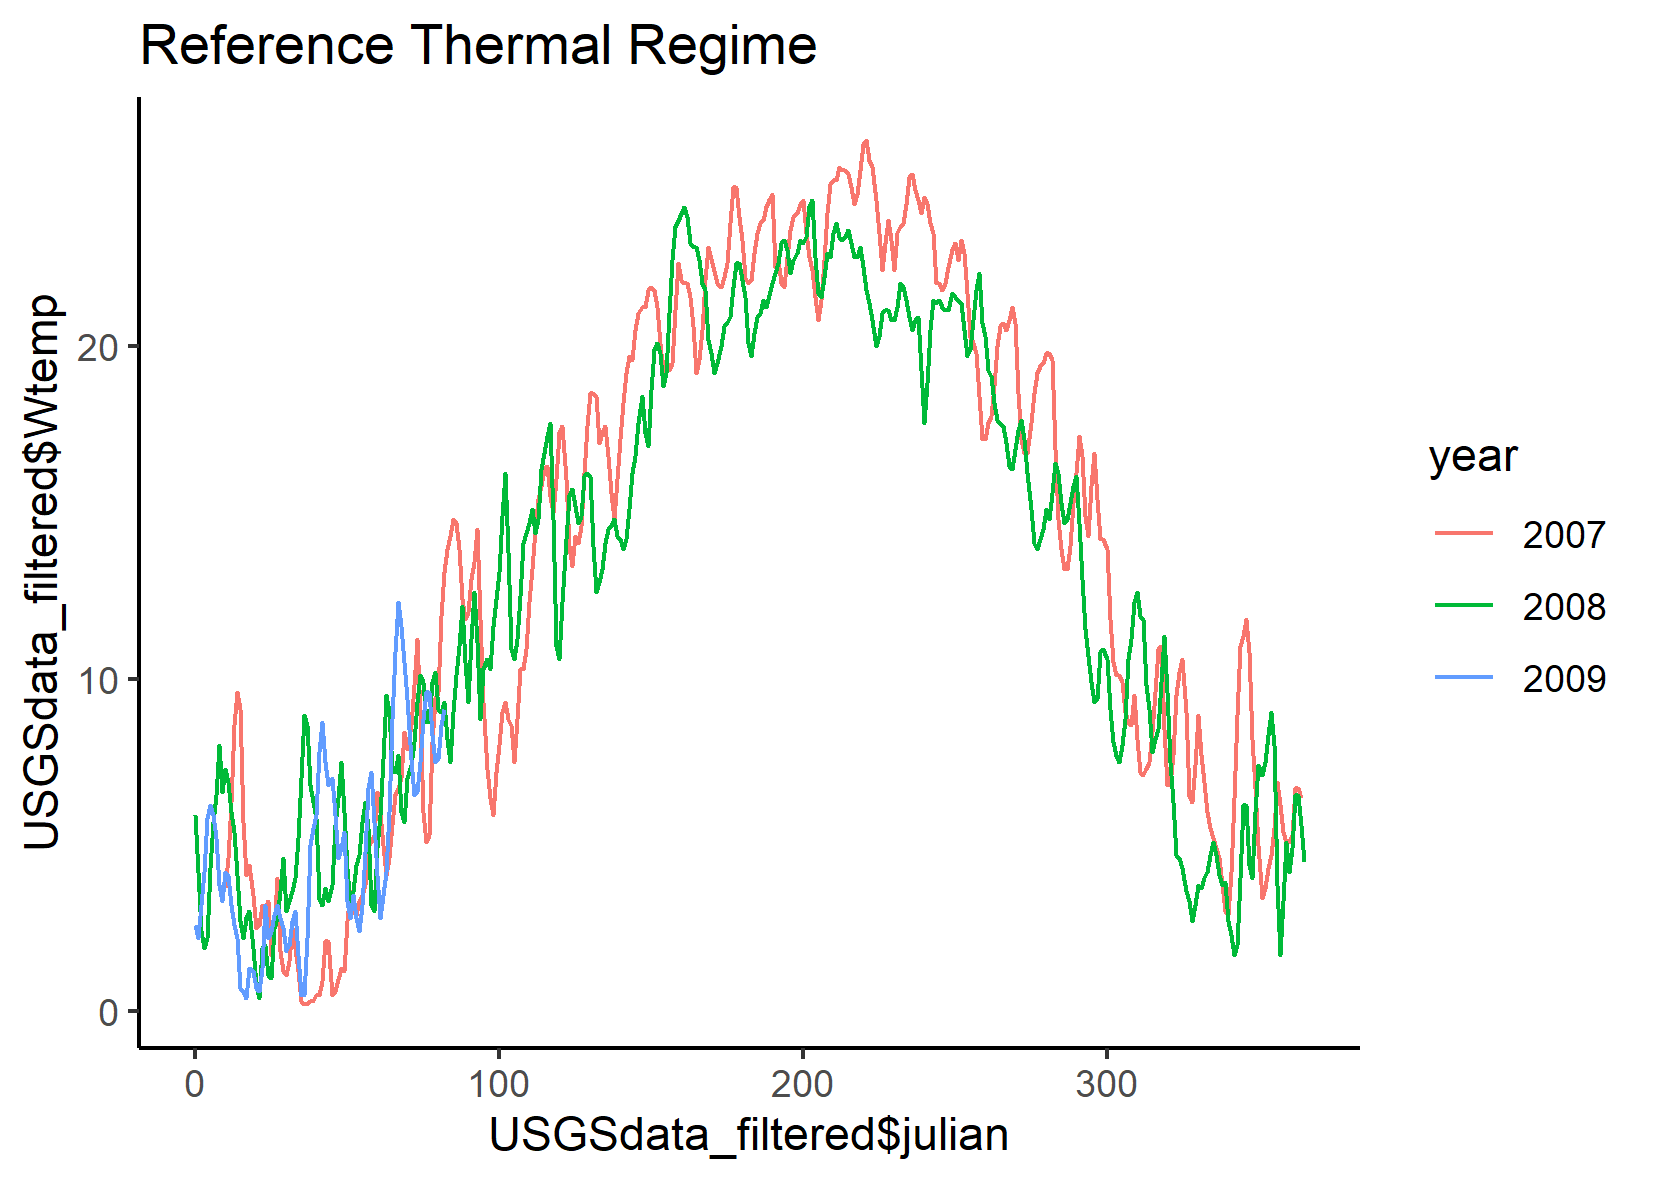 Reference Thermal Regime
USGSdata_filtered$Wtemp
20
10
0
0 100 200 300
USGSdata_filtered$julian
year
2007
2008
2009